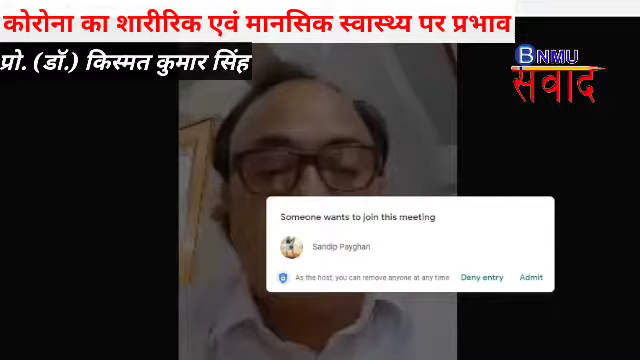 कोरोना का शारीरिक एवं मानसिक स्वास्थ्य पर प्रभाव
प्रो. (डॉ.) किस्मत कुमार सिंह
BNMU
संवाद
Someone wants to join this meeting
Sandip Payghan
As the host, you can remove anyone at any time
Deny entry
Admit